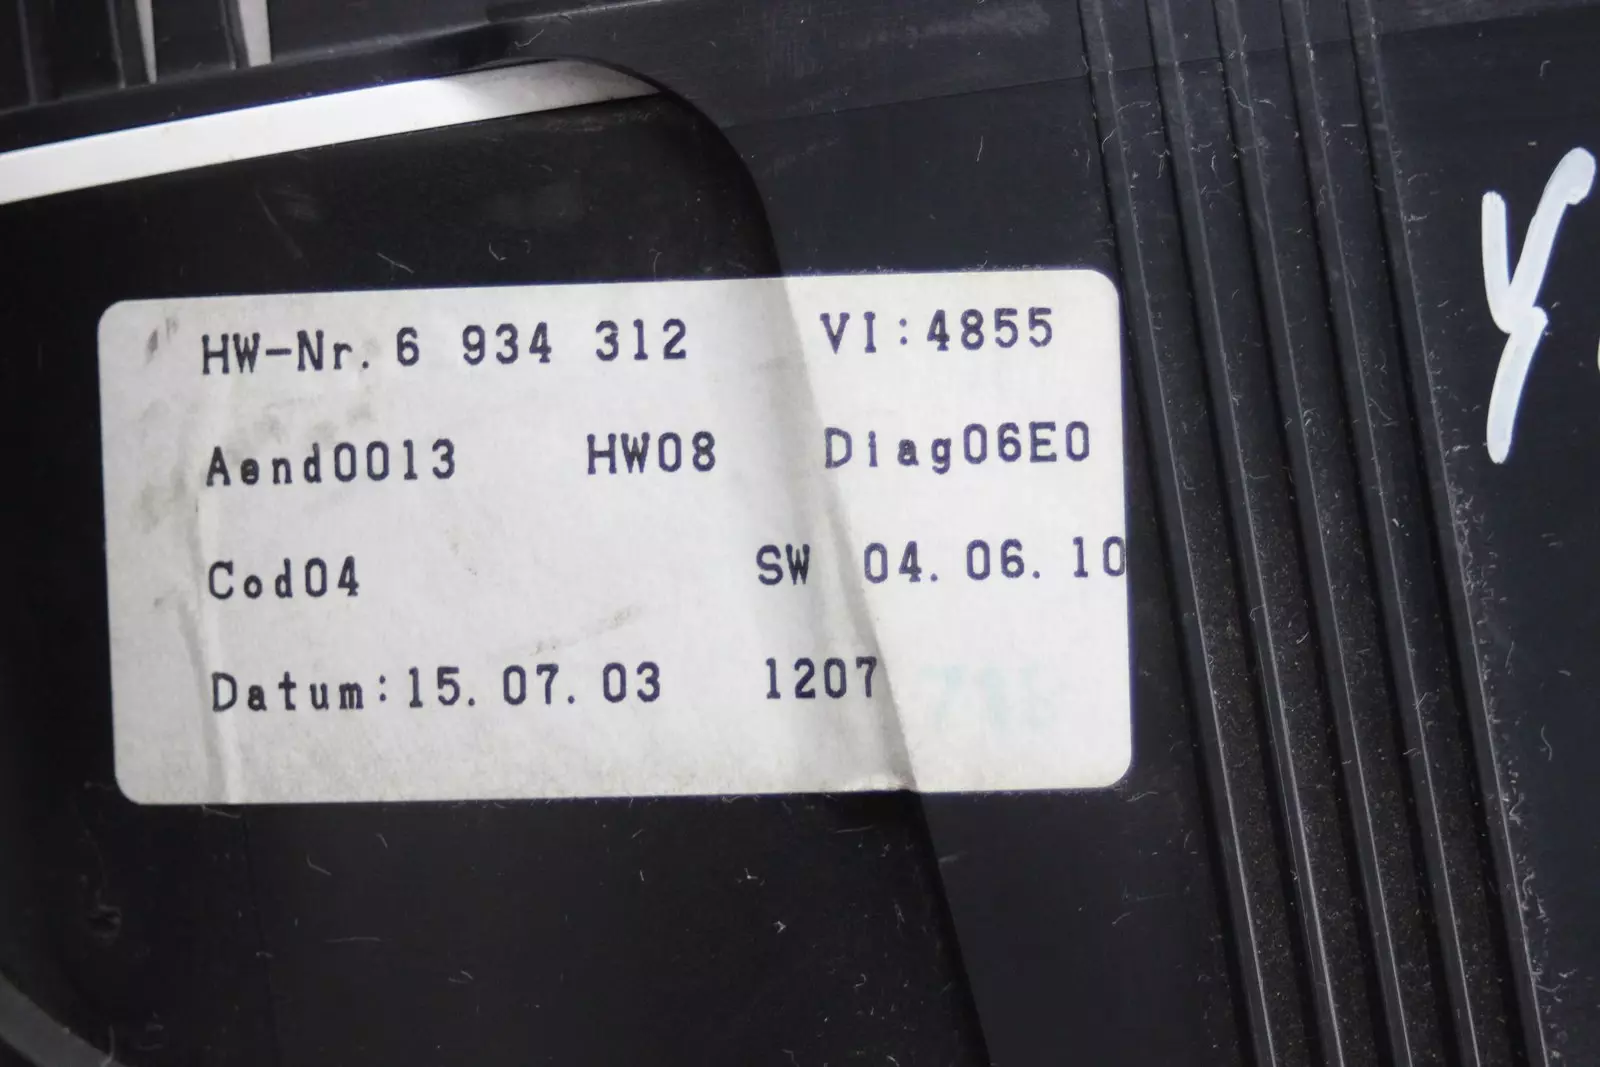 HW-Nr. 6 934 312 VI:4855
Aend0013 HW08 Diag06E0
Cod04 SW 04.06.10
Datum:15.07.03 1207